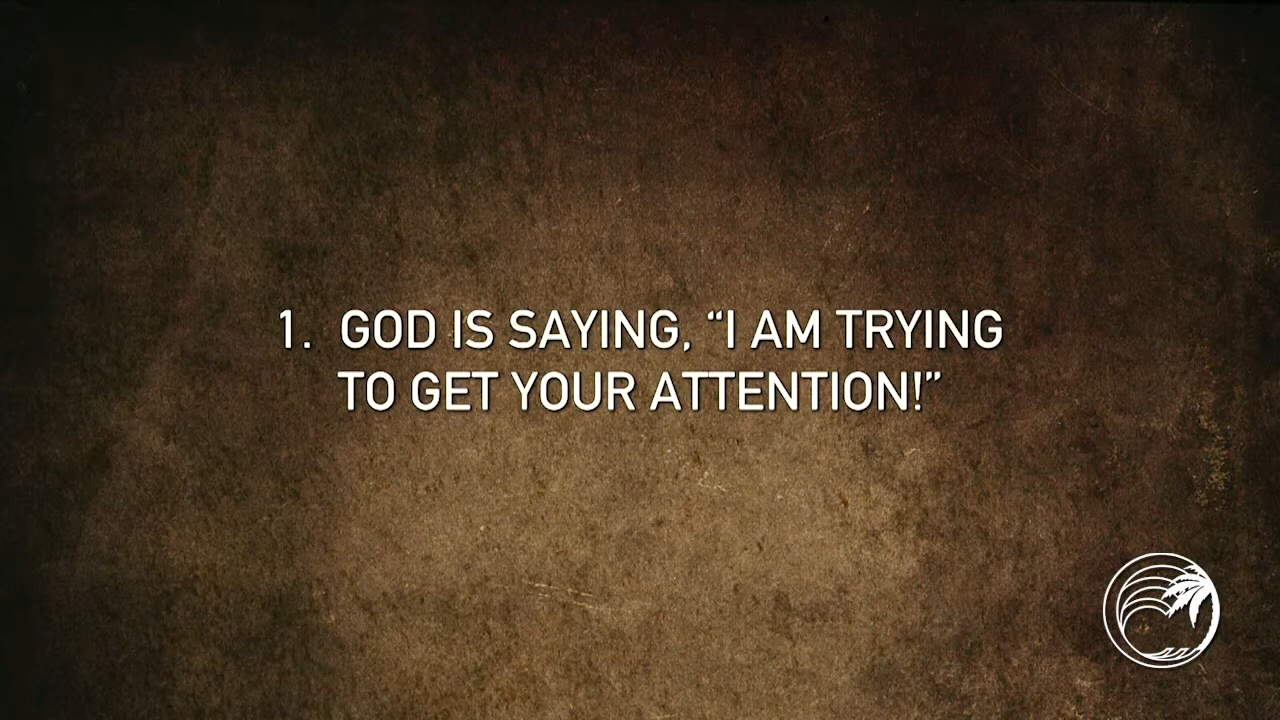 1. GOD IS SAYING, “I AM TRYING
TO GET YOUR ATTENTION!”